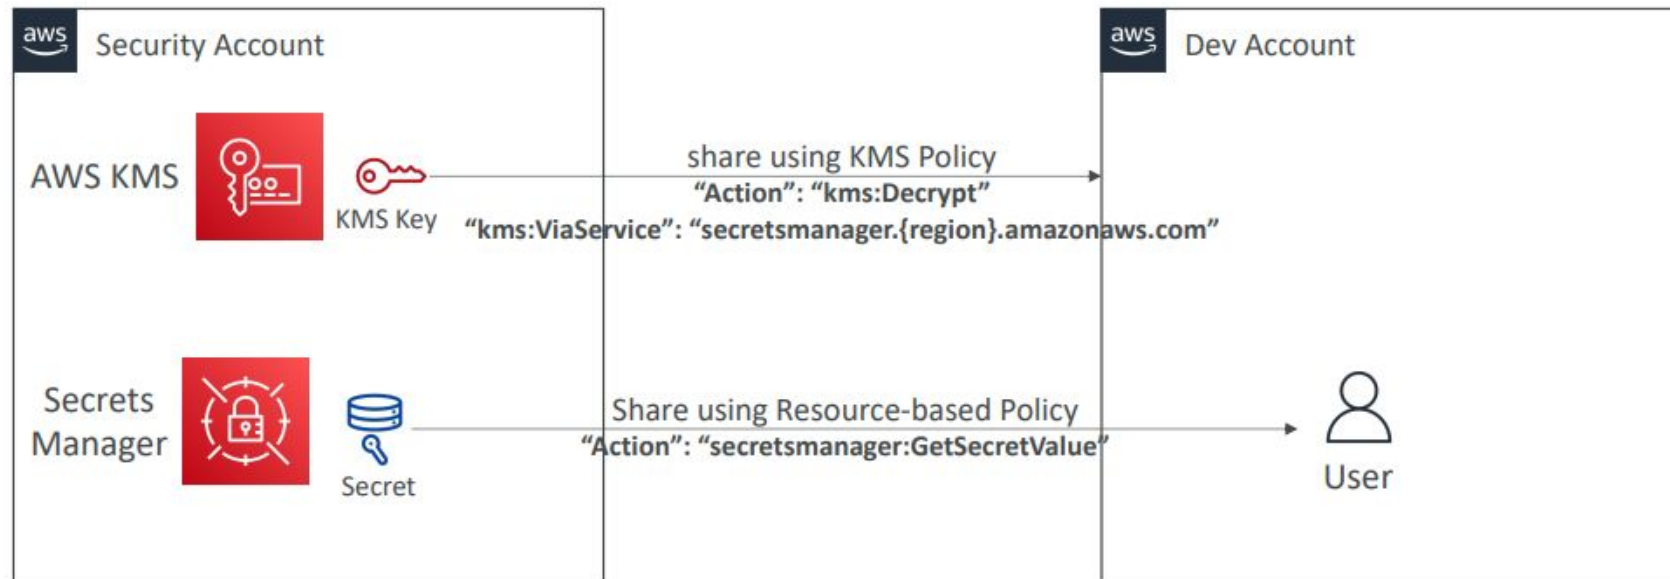 aws
Security Account
aws
Dev Account
AWS KMS
KMS Key
share using KMS Policy
“Action”: “kms:Decrypt”
“kms:ViaService”: “secretsmanager.{region}.amazonaws.com”
Secrets
Manager
Secret
Share using Resource-based Policy
“Action”: “secretsmanager:GetSecretValue”
User